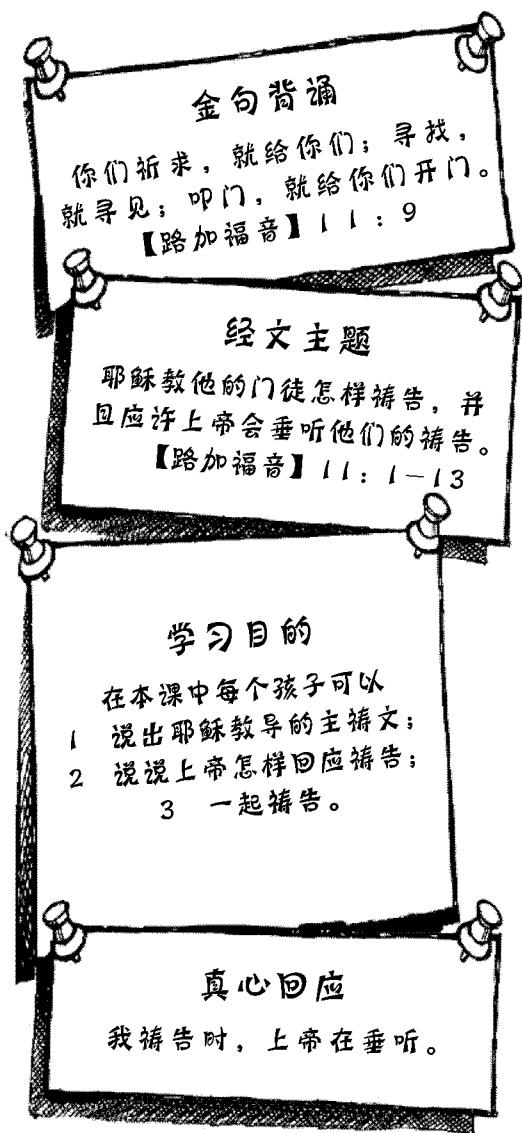 金句背诵
你们祈求，就给你们；寻找，
就寻见；叩门，就给你们开门。
【路加福音】11：9
经文主题
耶稣教他的门徒怎样祷告，并
且应许上帝会垂听他们的祷告。
【路加福音】11：1—13
学习目的
在本课中每个孩子可以
1 说出耶稣教导的主祷文；
2 说说上帝怎样回应祷告；
3 一起祷告。
真心回应
我祷告时，上帝在垂听。